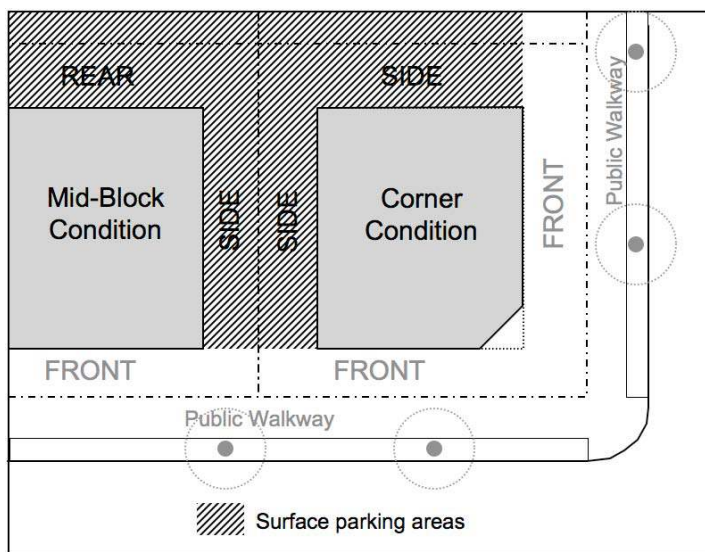 REAR
SIDE
Mid-Block
Condition
SIDE
SIDE
Corner
Condition
FRONT
Public Walkway
FRONT
FRONT
Public Walkway
Surface parking areas